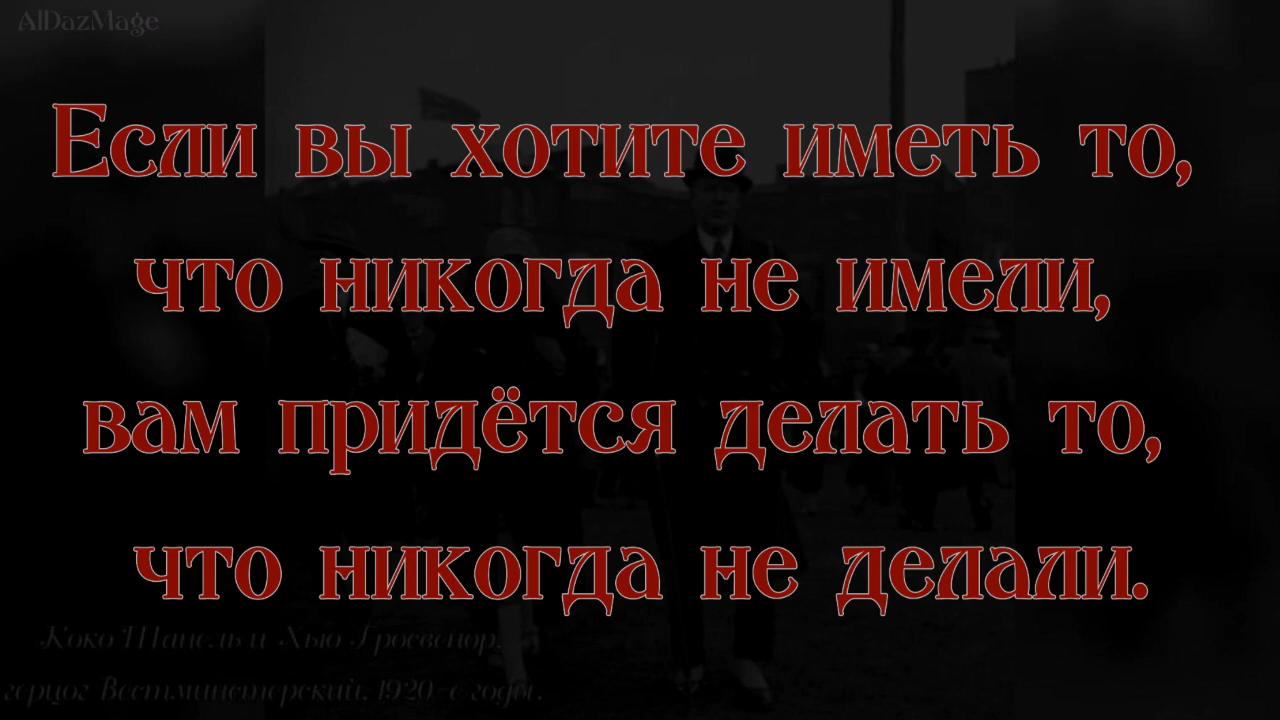 AlDazMage
Если вы хотите иметь то,
что никогда не имели,
вам придётся делать то,
что никогда не делали.
Коко Шанель и Хью Гросвенор,
герцог Вестминстерский. 1920-е годы.